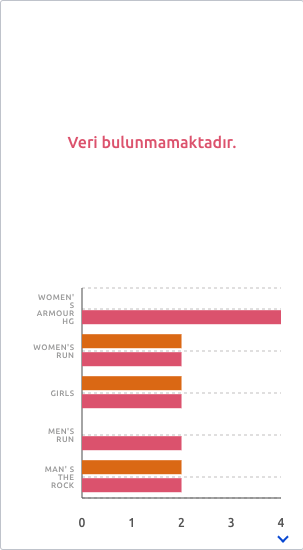 Veri bulunmamaktadır.
WOMEN'
S
ARMOUR
HG
WOMEN'S
RUN
GIRLS
MEN'S
RUN
MAN' S
THE
ROCK
0 1 2 3 4